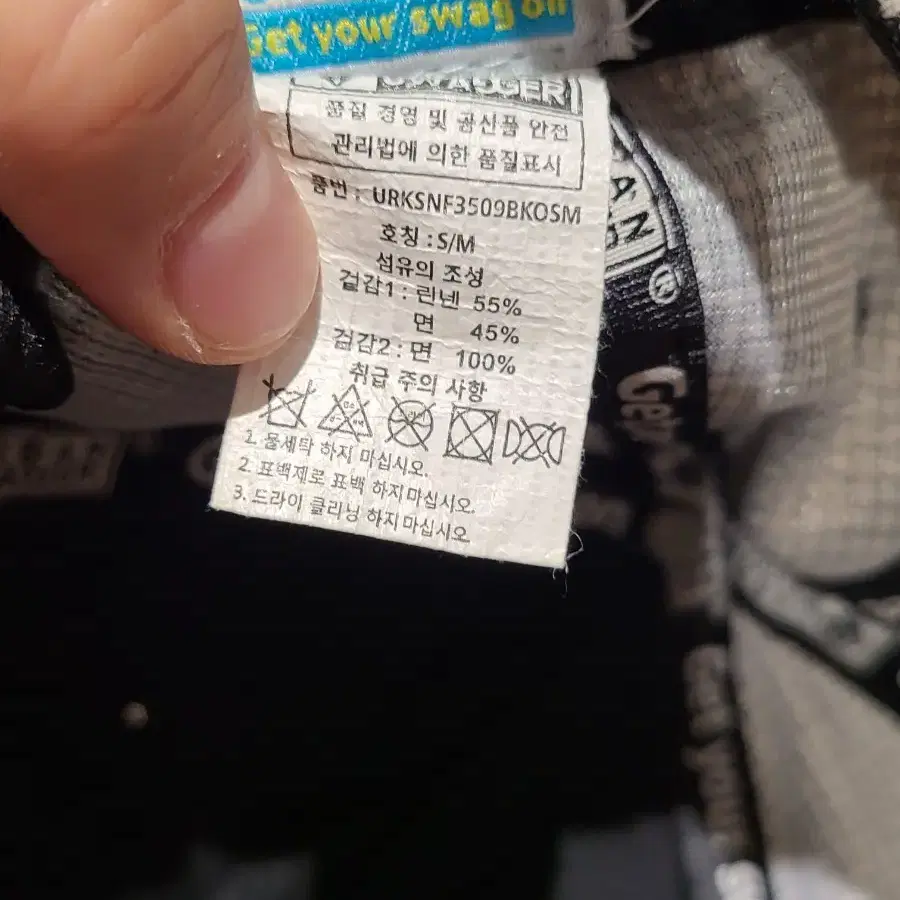 Get your swag on
품질 경영 및 공산품 안전
관리법에 의한 품질표시
품번 : URKSNF3509BKOSM
호칭 : S/M
섬유의 조성
겉감1 : 린넨 55%
면 45%
겉감2 : 면 100%
취급 주의 사항
1. 물세탁 하지 마십시오.
2. 표백제로 표백 하지마십시오.
3. 드라이 클리닝 하지마십시오